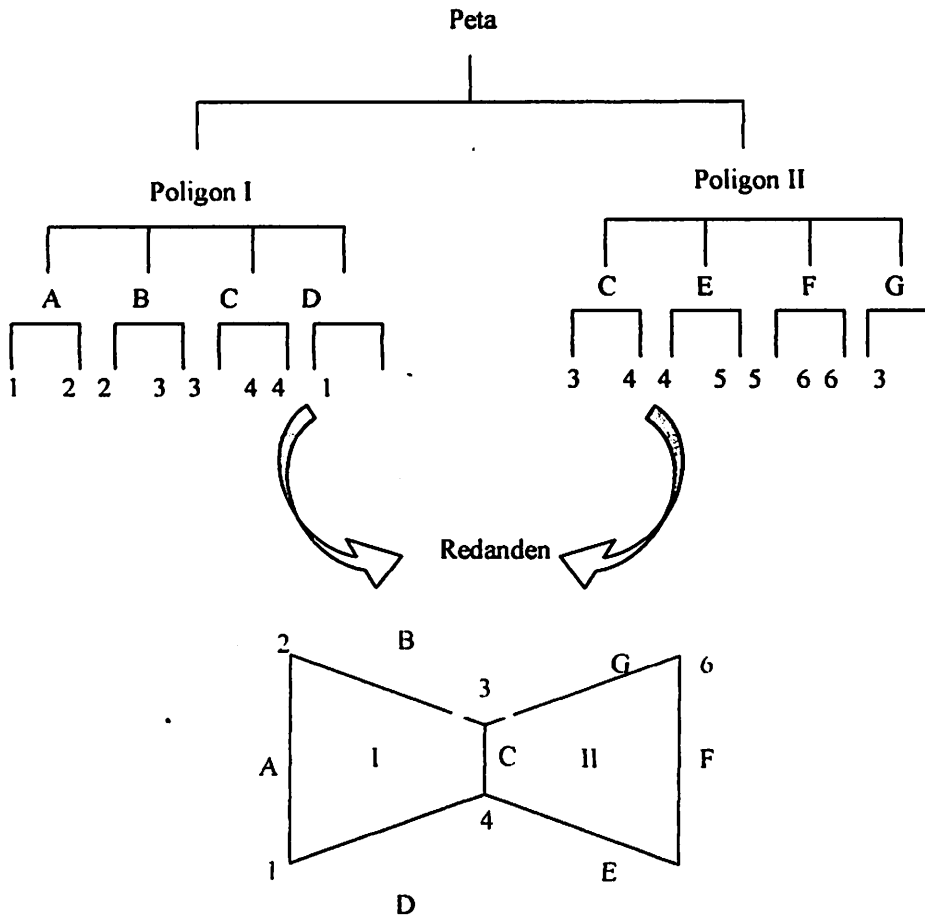 Peta
Poligon I Poligon II
A B C D C E F G
1 2 2 3 3 4 4 1 3 4 4 5 5 6 6 3
Redanden
2 B G 6
3
A I C II F
4
1 E
D